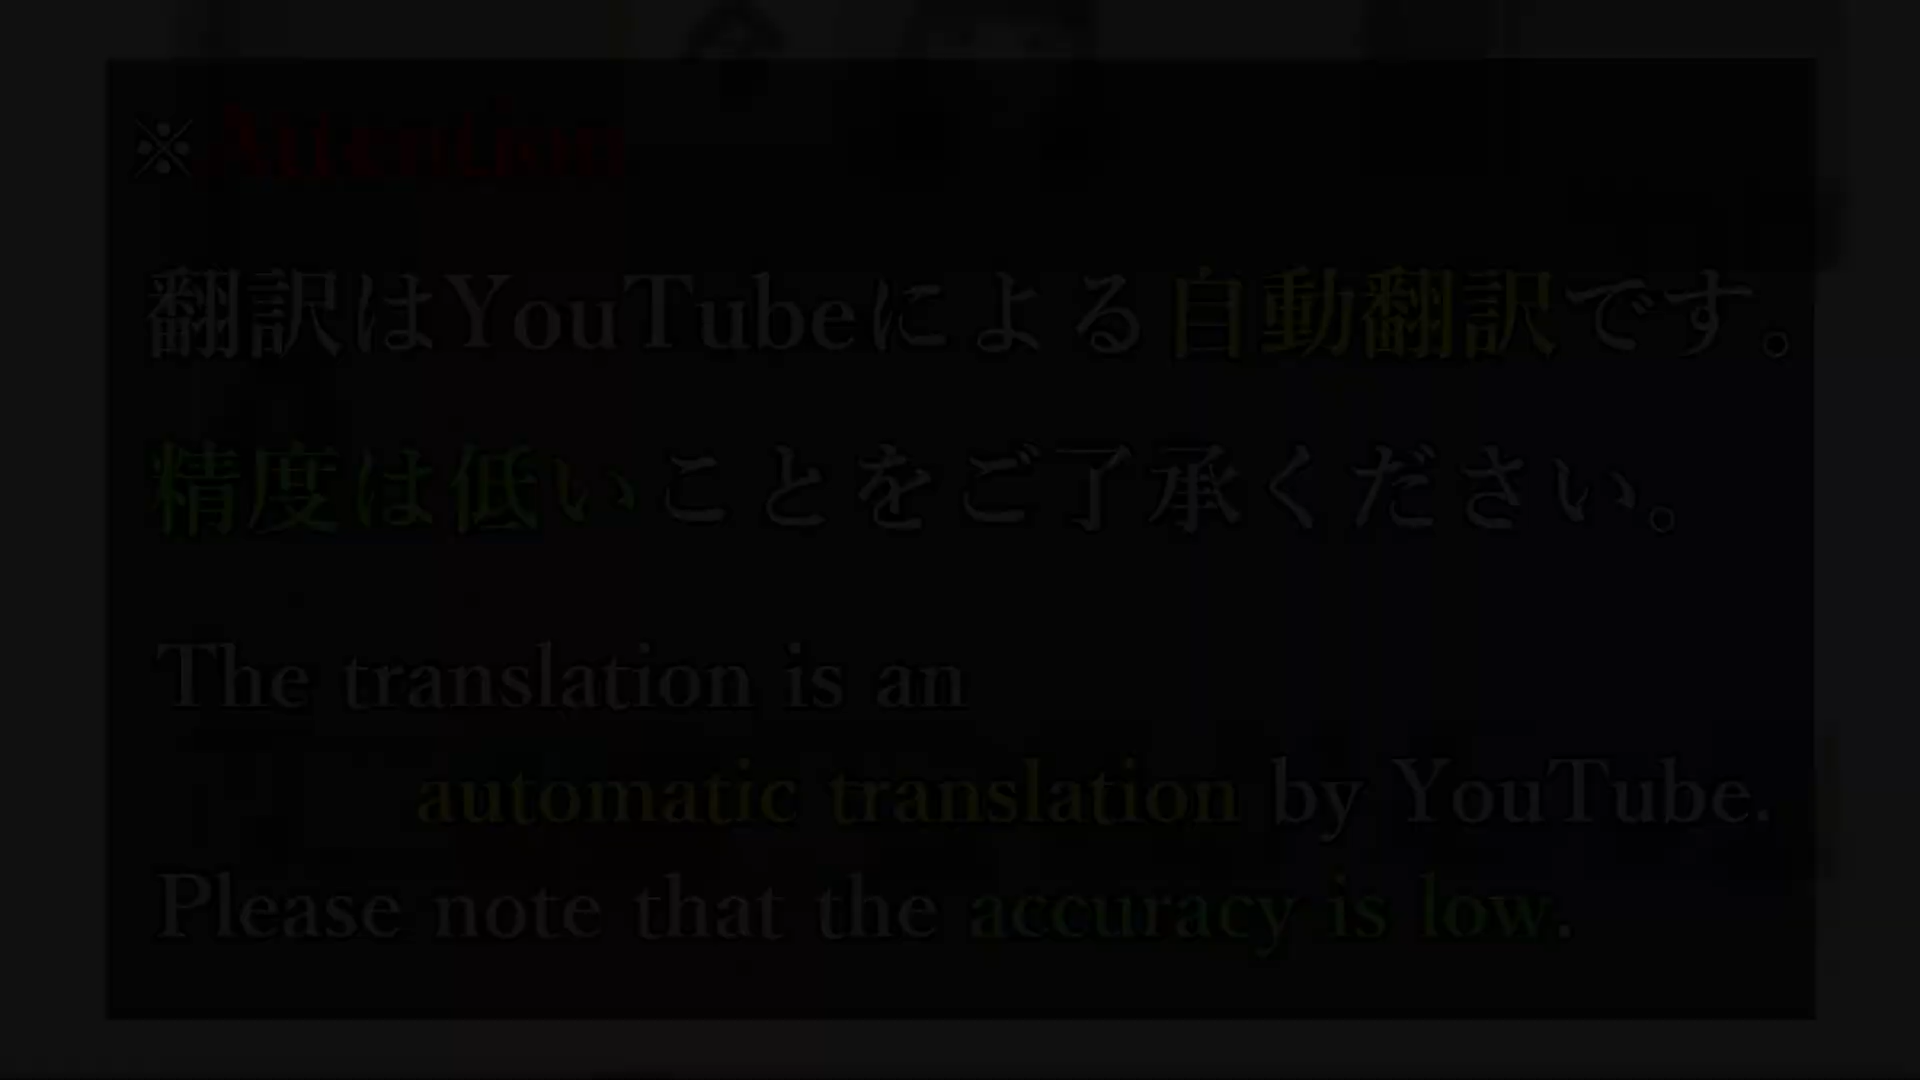 ※Attention
翻訳はYouTubeによる自動翻訳です。
精度は低いことをご了承ください。
The translation is an
automatic translation by YouTube.
Please note that the accuracy is low.